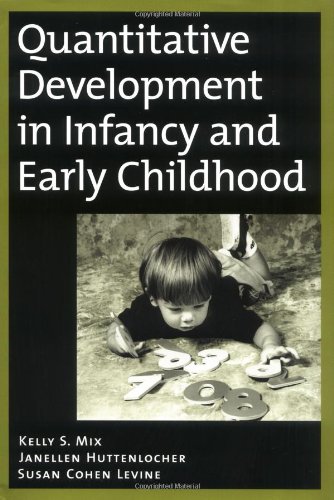 Quantitative
Development
in Infancy and
Early Childhood
Kelly S. Mix
Janellen Huttenlocher
Susan Cohen Levine